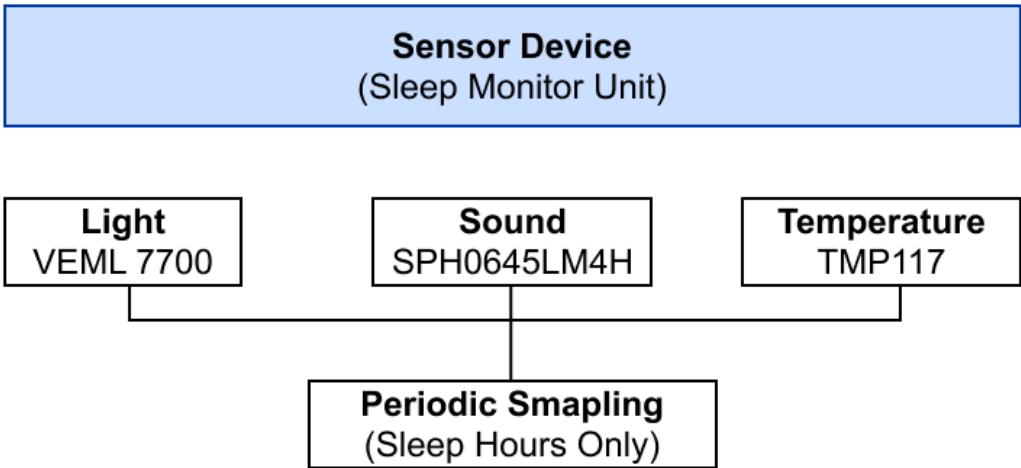 Sensor Device
(Sleep Monitor Unit)
Light
VEML 7700
Sound
SPH0645LM4H
Temperature
TMP117
Periodic Smapling
(Sleep Hours Only)